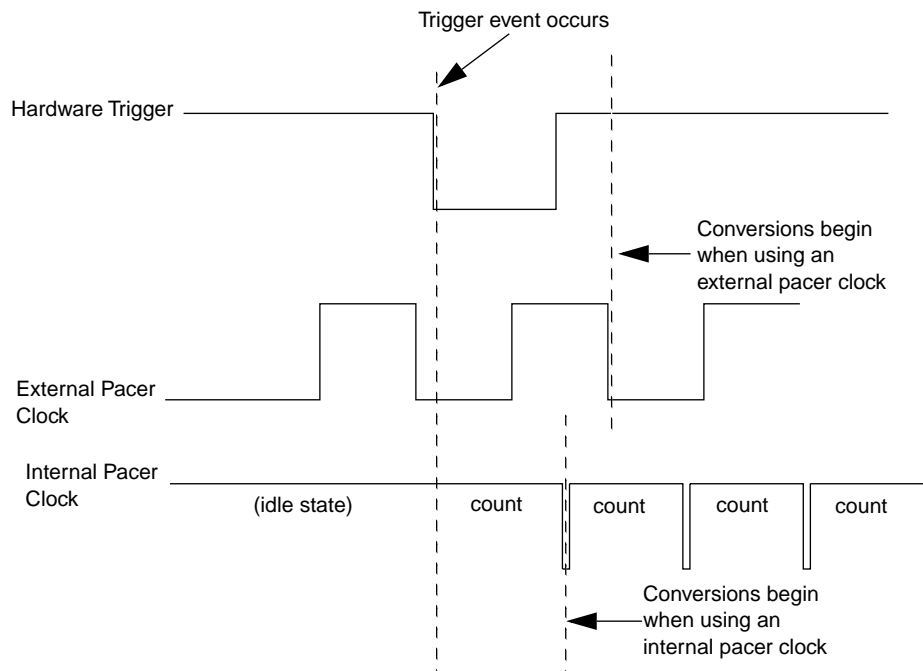 Trigger event occurs
Hardware Trigger
Conversions begin
when using an
external pacer clock
External Pacer
Clock
Internal Pacer
Clock
(idle state)
count
count
count
count
Conversions begin
when using an
internal pacer clock